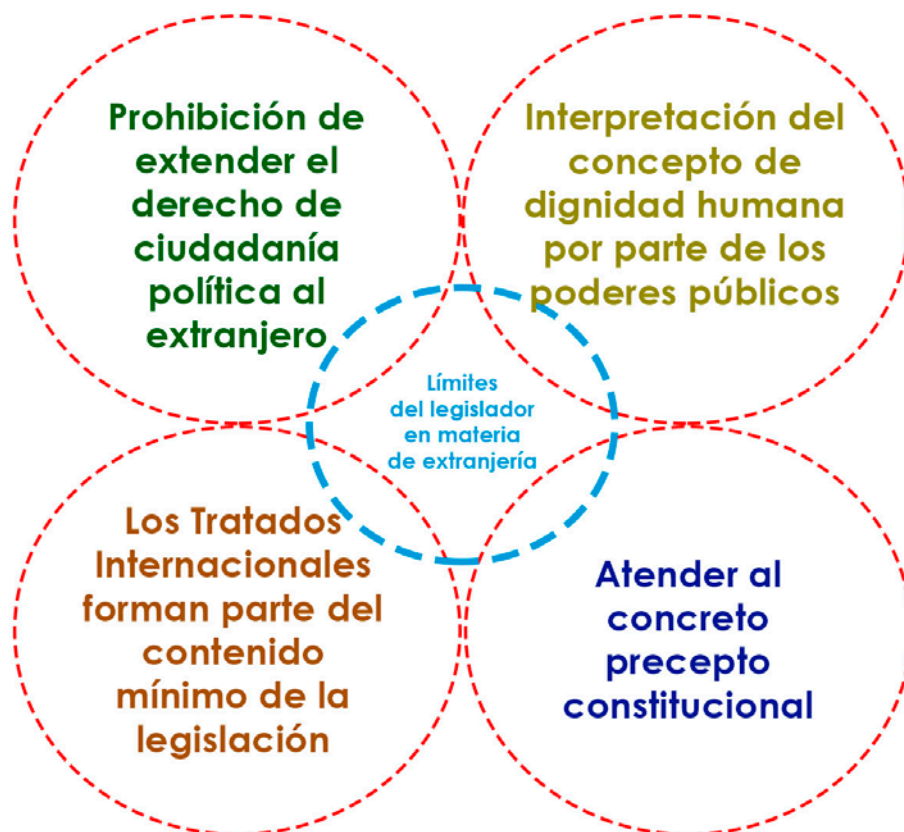 Prohibición de
extender el
derecho de
ciudadanía
política al
extranjero
Interpretación del
concepto de
dignidad humana
por parte de los
poderes públicos
Límites
del legislador
en materia
de extranjería
Los Tratados
Internacionales
forman parte del
contenido
mínimo de la
legislación
Atender al
concreto
precepto
constitucional